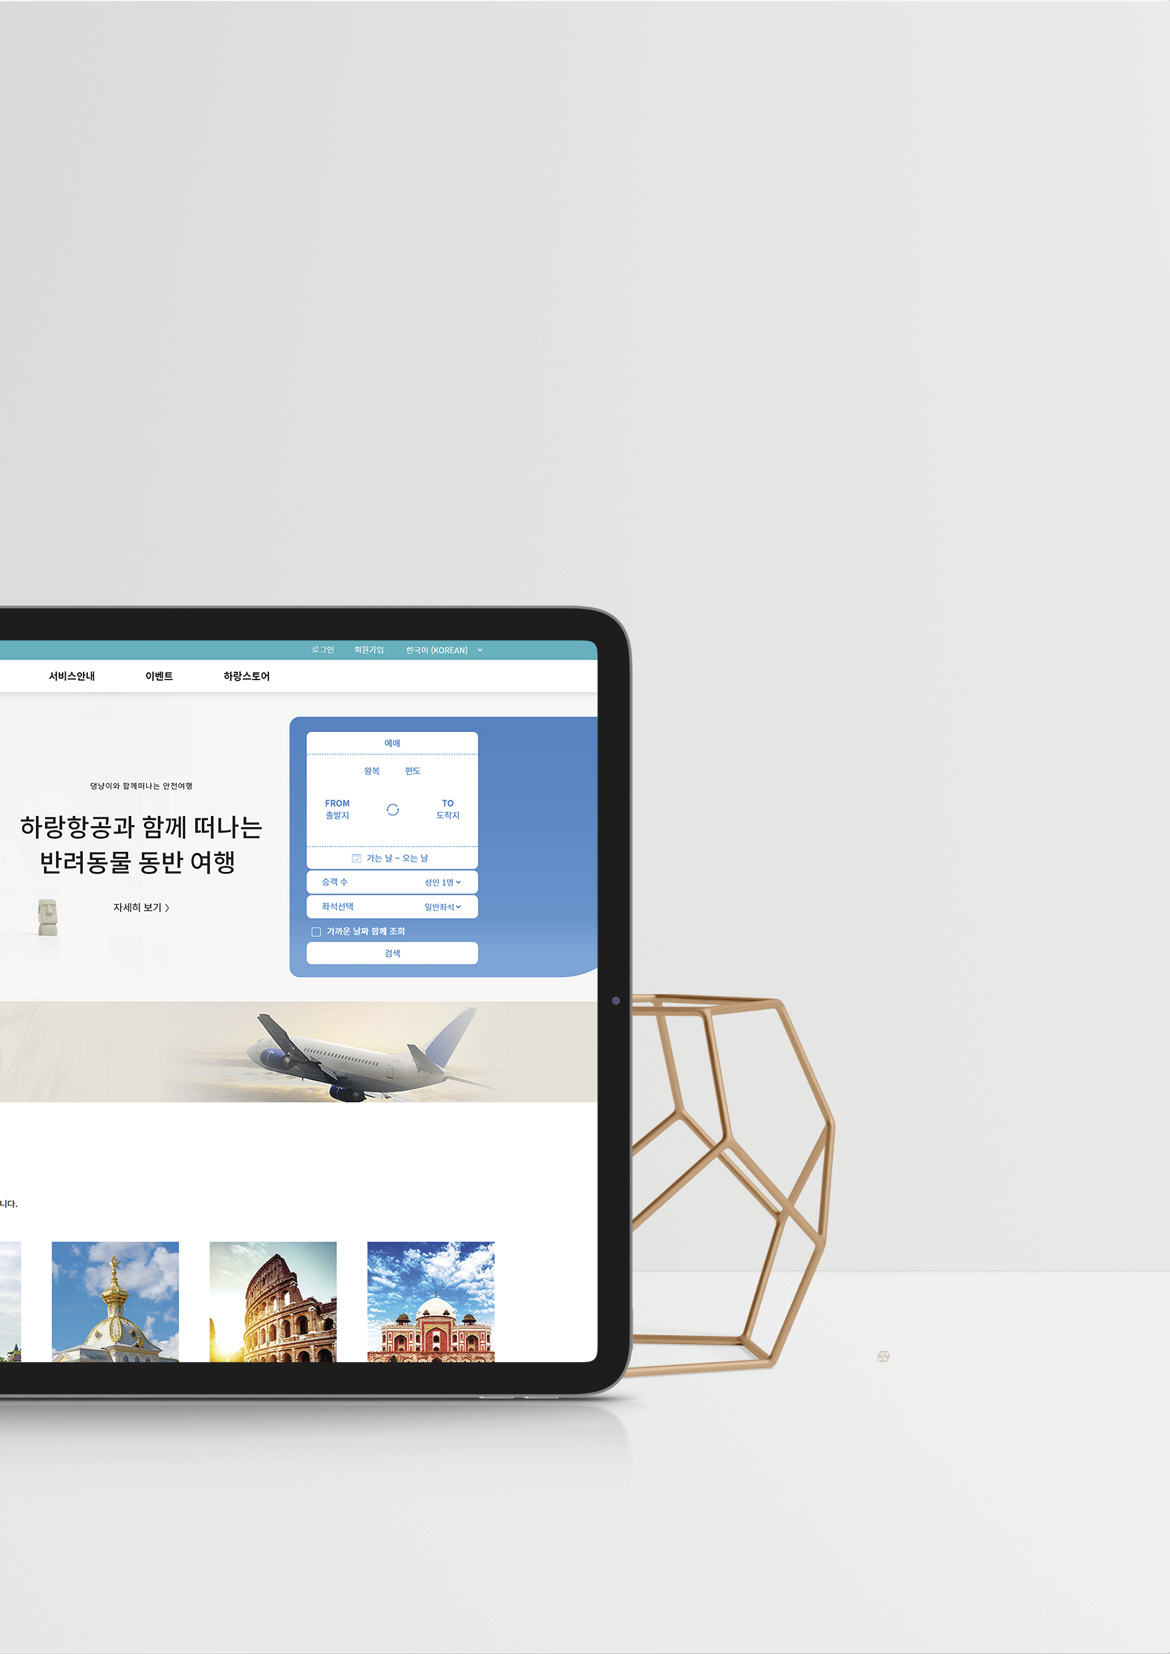 로그인 회원가입 한국어 (KOREAN)
서비스안내 이벤트 하랑스토어
예매
왕복 편도
댕냥이와 함께떠나는 안전여행
FROM TO
출발지 도착지
하랑항공과 함께 떠나는
반려동물 동반 여행
가는 날 ~ 오는 날
승객 수 성인 1명
자세히 보기 〉
좌석선택 일반좌석
가까운 날짜 함께 조회
검색
니다.